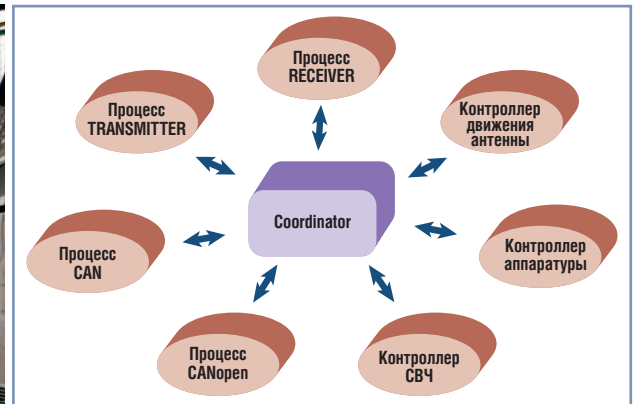 Процесс
RECEIVER
Процесс
TRANSMITTER
Контроллер
движения
антенны
Coordinator
Процесс
CAN
Контроллер
аппаратуры
Процесс
CANopen
Контроллер
СВЧ